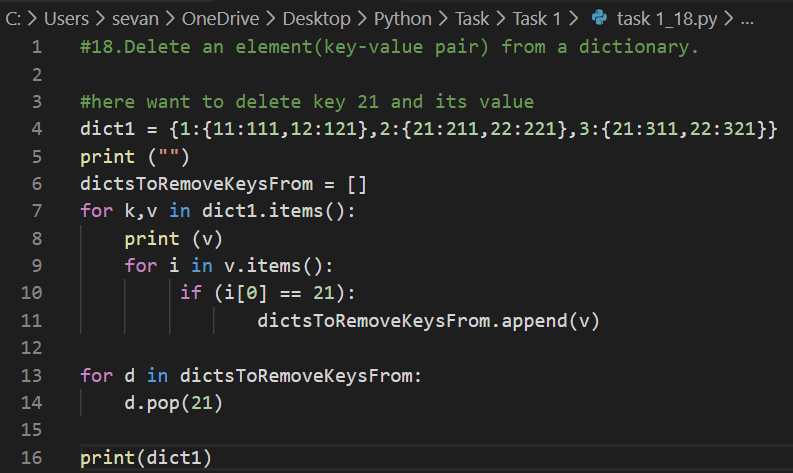 C: > Users > sevan > OneDrive > Desktop > Python > Task > Task 1 > task 1_18.py > ...
1 #18.Delete an element(key-value pair) from a dictionary.
2
3 #here want to delete key 21 and its value
4 dict1 = {1:{11:111,12:121},2:{21:211,22:221},3:{21:311,22:321}}
5 print ("")
6 dictsToRemoveKeysFrom = []
7 for k,v in dict1.items():
8     print (v)
9     for i in v.items():
10         if (i[0] == 21):
11                 dictsToRemoveKeysFrom.append(v)
12
13 for d in dictsToRemoveKeysFrom:
14     d.pop(21)
15
16 print(dict1)